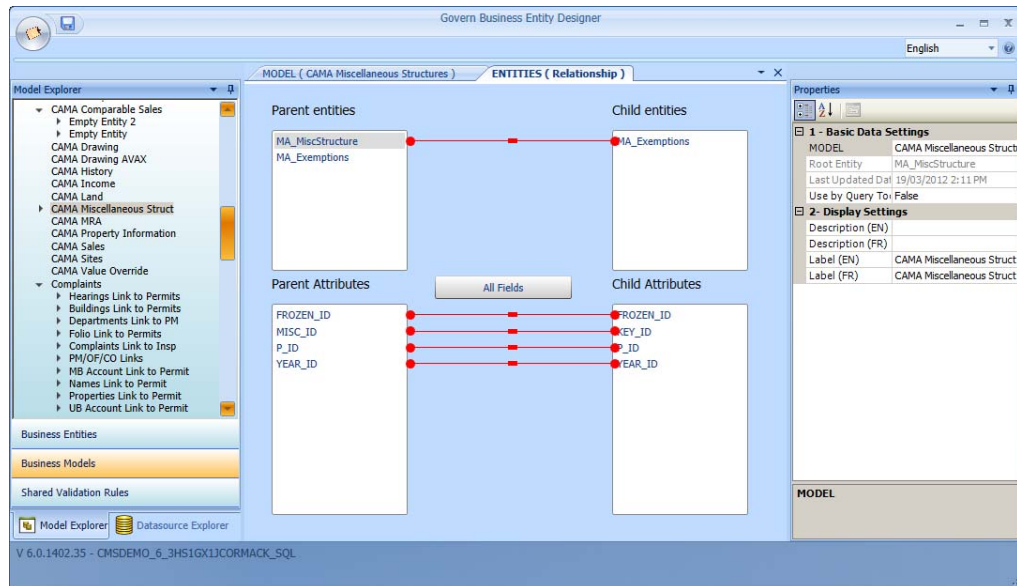 Govern Business Entity Designer
English
Model Explorer
CAMA Comparable Sales
Empty Entity 2
Empty Entity
CAMA Drawing
CAMA Drawing AVAX
CAMA History
CAMA Income
CAMA Land
CAMA Miscellaneous Struct
CAMA MRA
CAMA Property Information
CAMA Sales
CAMA Sites
CAMA Value Override
Complaints
Hearings Link to Permits
Buildings Link to Permits
Departments Link to PM
Folio Link to Permits
Complaints Link to Insp
PM/OF/CO Links
MB Account Link to Permit
Names Link to Permit
Properties Link to Permit
UB Account Link to Permit
Business Entities
Business Models
Shared Validation Rules
Model Explorer Datasource Explorer
MODEL ( CAMA Miscellaneous Structures ) ENTITIES ( Relationship )
Parent entities Child entities
MA_MiscStructure MA_Exemptions
MA_Exemptions
Parent Attributes All Fields Child Attributes
FROZEN_ID FROZEN_ID
MISC_ID KEY_ID
P_ID P_ID
YEAR_ID YEAR_ID
Properties
1 - Basic Data Settings
MODEL CAMA Miscellaneous Struct
Root Entity MA_MiscStructure
Last Updated Dat 19/03/2012 2:11 PM
Use by Query To False
2- Display Settings
Description (EN)
Description (FR)
Label (EN) CAMA Miscellaneous Struct
Label (FR) CAMA Miscellaneous Struct
MODEL
V 6.0.1402.35 - CMSDEMO_6_3HS1GX1JCORMACK_SQL